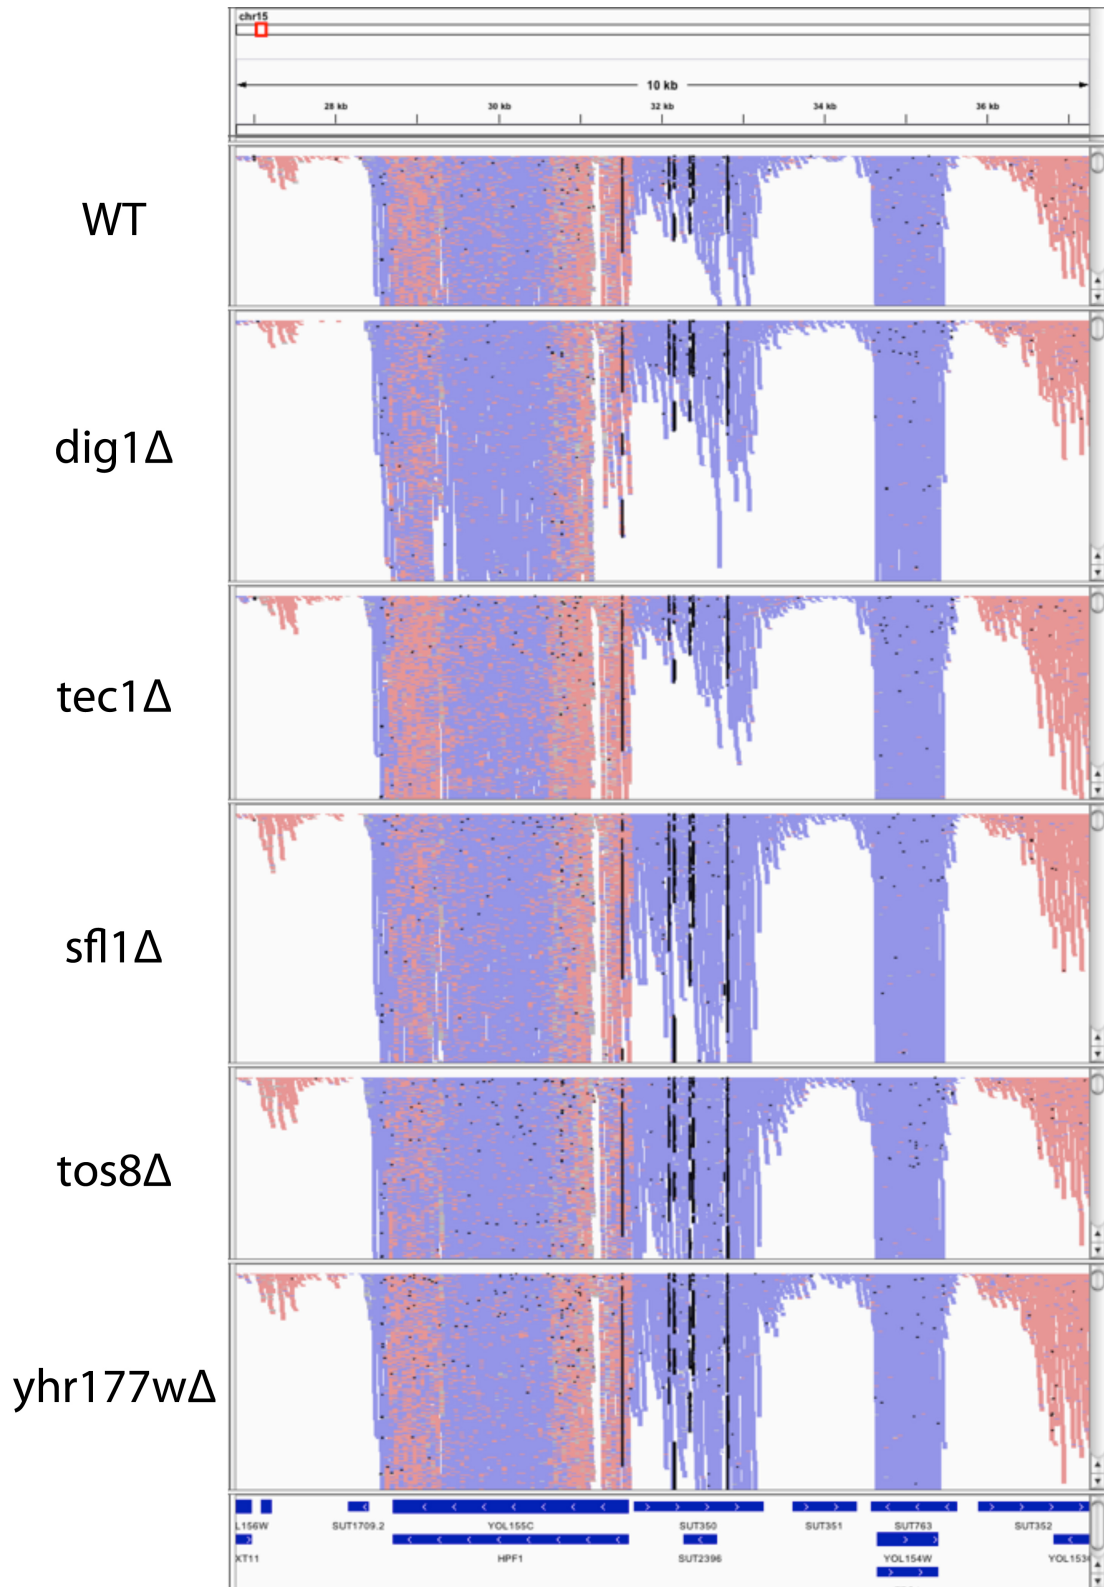 chr15
10 kb
28 kb 30 kb 32 kb 34 kb 36 kb
WT
dig1Δ
tec1Δ
sfl1Δ
tos8Δ
yhr177wΔ
L156W SUT1709.2 YOL155C SUT350 SUT351 SUT763 SUT352
XT11 HPF1 SUT2396 YOL154W YOL153